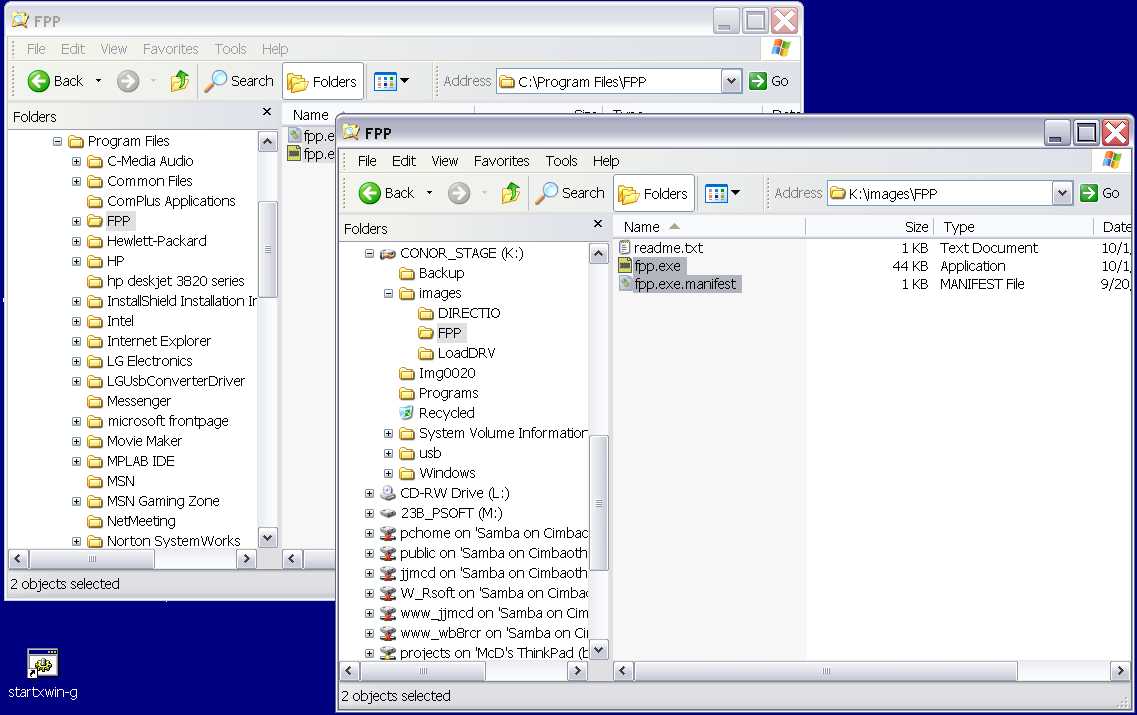 FPP
File Edit View Favorites Tools Help
Back Search Folders Address C:\Program Files\FPP Go
Folders
Name Size Type Date
fpp.e
fpp.e
Program Files
C-Media Audio
Common Files
ComPlus Applications
FPP
Hewlett-Packard
HP
hp deskjet 3820 series
InstallShield Installation Ir
Intel
Internet Explorer
LG Electronics
LGUsbConverterDriver
Messenger
microsoft frontpage
Movie Maker
MPLAB IDE
MSN
MSN Gaming Zone
NetMeeting
Norton SystemWorks
2 objects selected
FPP
File Edit View Favorites Tools Help
Back Search Folders Address K:\images\FPP Go
Folders
Name Size Type Date
readme.txt 1 KB Text Document 10/1,
fpp.exe 44 KB Application 10/1,
fpp.exe.manifest 1 KB MANIFEST File 9/20,
CONOR_STAGE (K:)
Backup
images
DIRECTIO
FPP
LoadDRV
Img0020
Programs
Recycled
System Volume Information
usb
Windows
CD-RW Drive (L:)
23B_PSOFT (M:)
pchome on 'Samba on Cimbao
public on 'Samba on Cimbaoth
jjmcd on 'Samba on Cimbaoth
W_Rsoft on 'Samba on Cimbao
www_jjmcd on 'Samba on Cim
www_wb8rcr on 'Samba on Ci
projects on 'McD's ThinkPad (b
2 objects selected
startxwin-g